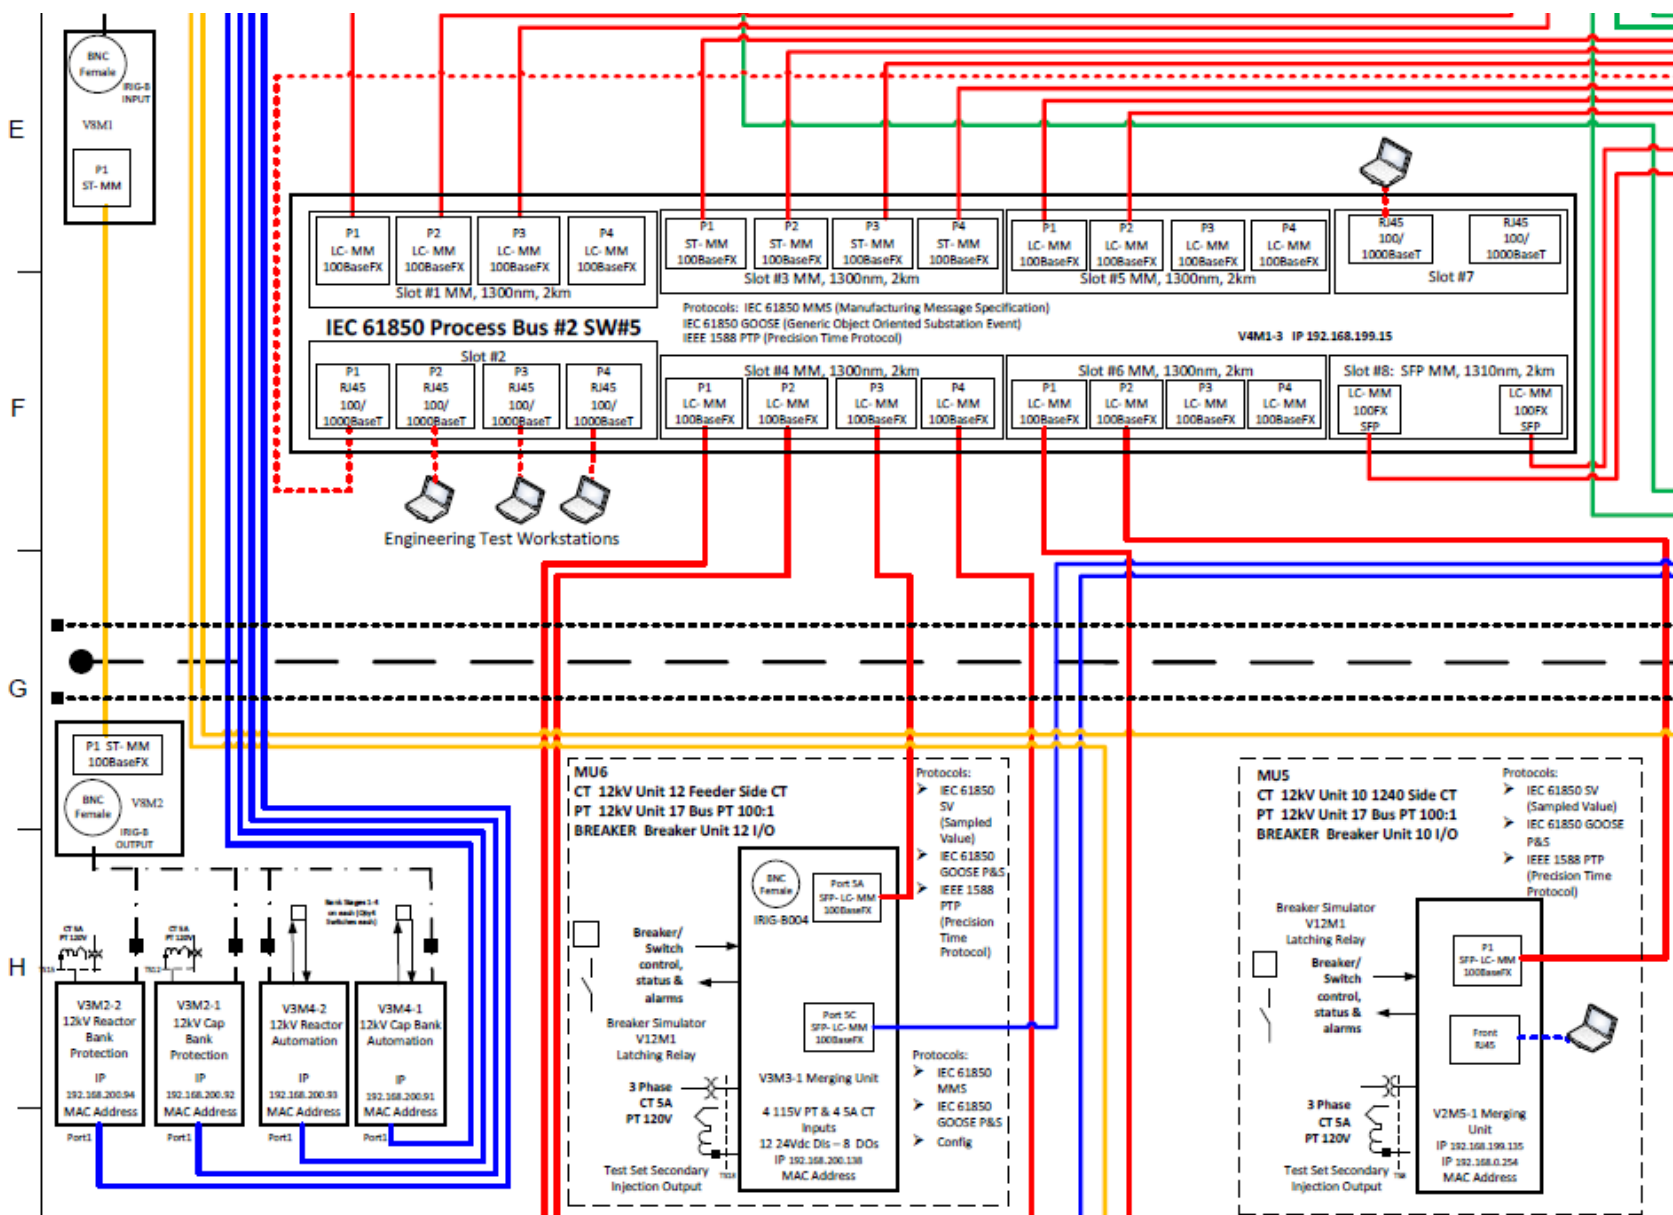 E
F
G
H
BNC
Female
IRIG-B
INPUT
V8M1
P1
ST- MM
P1
LC- MM
100BaseFX
P2
LC- MM
100BaseFX
P3
LC- MM
100BaseFX
P4
LC- MM
100BaseFX
Slot #1 MM, 1300nm, 2km
P1
ST- MM
100BaseFX
P2
ST- MM
100BaseFX
P3
ST- MM
100BaseFX
P4
ST- MM
100BaseFX
Slot #3 MM, 1300nm, 2km
P1
LC- MM
100BaseFX
P2
LC- MM
100BaseFX
P3
LC- MM
100BaseFX
P4
LC- MM
100BaseFX
Slot #5 MM, 1300nm, 2km
RJ45
100/
1000BaseT
RJ45
100/
1000BaseT
Slot #7
IEC 61850 Process Bus #2 SW#5
Protocols: IEC 61850 MMS (Manufacturing Message Specification)
IEC 61850 GOOSE (Generic Object Oriented Substation Event)
IEEE 1588 PTP (Precision Time Protocol)
V4M1-3 IP 192.168.199.15
Slot #2
P1
RJ45
100/
1000BaseT
P2
RJ45
100/
1000BaseT
P3
RJ45
100/
1000BaseT
P4
RJ45
100/
1000BaseT
Slot #4 MM, 1300nm, 2km
P1
LC- MM
100BaseFX
P2
LC- MM
100BaseFX
P3
LC- MM
100BaseFX
P4
LC- MM
100BaseFX
Slot #6 MM, 1300nm, 2km
P1
LC- MM
100BaseFX
P2
LC- MM
100BaseFX
P3
LC- MM
100BaseFX
P4
LC- MM
100BaseFX
Slot #8: SFP MM, 1310nm, 2km
LC- MM
100FX
SFP
LC- MM
100FX
SFP
Engineering Test Workstations
P1 ST- MM
100BaseFX
BNC
Female
V8M2
IRIG-B
OUTPUT
CT 5A
PT 120V
CT 5A
PT 120V
Bank Stages 1-4
on each (Qty4
Switches each)
V3M2-2
12kV Reactor
Bank
Protection
IP
192.168.200.94
MAC Address
Port1
V3M2-1
12kV Cap
Bank
Protection
IP
192.168.200.92
MAC Address
Port1
V3M4-2
12kV Reactor
Automation
IP
192.168.200.93
MAC Address
Port1
V3M4-1
12kV Cap Bank
Automation
IP
192.168.200.91
MAC Address
Port1
MU6
CT 12kV Unit 12 Feeder Side CT
PT 12kV Unit 17 Bus PT 100:1
BREAKER Breaker Unit 12 I/O
Protocols:
➤ IEC 61850
SV
(Sampled
Value)
➤ IEC 61850
GOOSE P&S
➤ IEEE 1588
PTP
(Precision
Time
Protocol)
BNC
Female
IRIG-B004
Port 5A
SFP- LC- MM
100BaseFX
Breaker/
Switch
control,
status &
alarms
Breaker Simulator
V12M1
Latching Relay
Port 5C
SFP- LC- MM
100BaseFX
3 Phase
CT 5A
PT 120V
Test Set Secondary
Injection Output
V3M3-1 Merging Unit
4 115V PT & 4 5A CT
Inputs
12 24Vdc DIs – 8 DOs
IP 192.168.200.138
MAC Address
Protocols:
➤ IEC 61850
MMS
➤ IEC 61850
GOOSE P&S
➤ Config
MU5
CT 12kV Unit 10 1240 Side CT
PT 12kV Unit 17 Bus PT 100:1
BREAKER Breaker Unit 10 I/O
Protocols:
➤ IEC 61850 SV
(Sampled Value)
➤ IEC 61850 GOOSE
P&S
➤ IEEE 1588 PTP
(Precision Time
Protocol)
Breaker Simulator
V12M1
Latching Relay
Breaker/
Switch
control,
status &
alarms
P1
SFP- LC- MM
100BaseFX
Front
RJ45
3 Phase
CT 5A
PT 120V
Test Set Secondary
Injection Output
V2M5-1 Merging
Unit
IP 192.168.199.135
IP 192.168.0.254
MAC Address